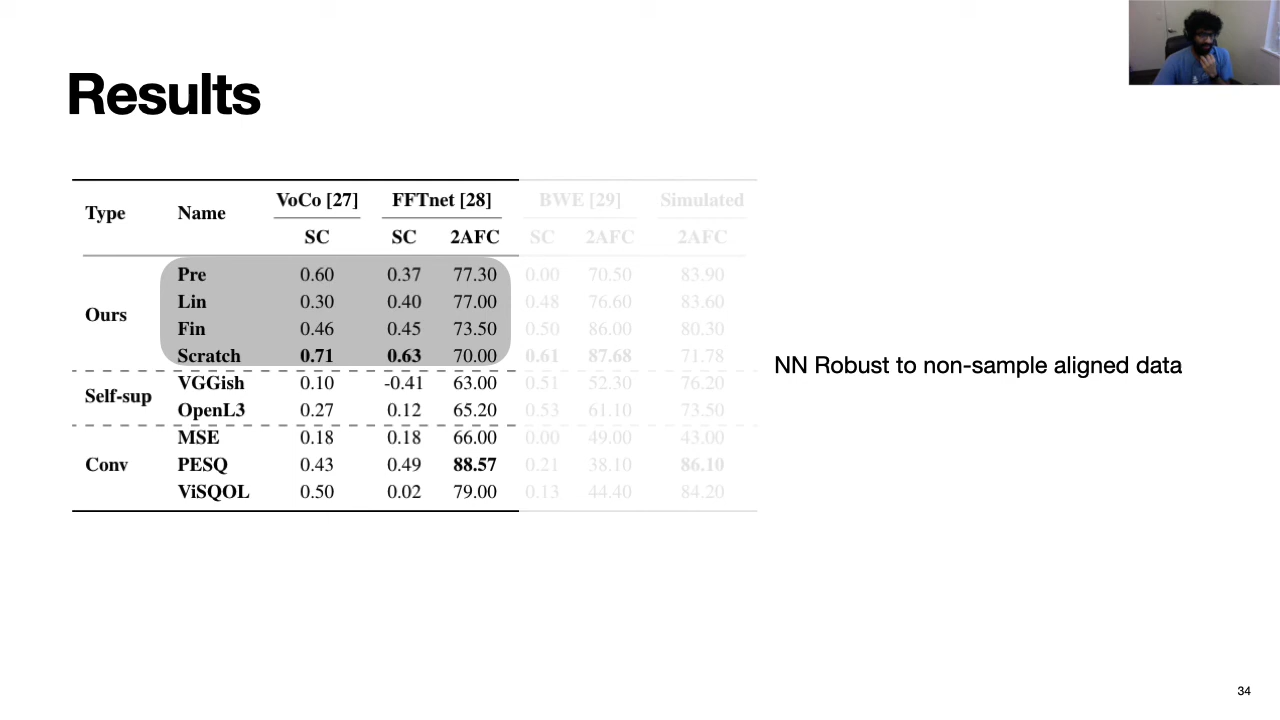 Results
VoCo [27] FFTnet [28] BWE [29] Simulated
Type Name
SC SC 2AFC SC 2AFC 2AFC
Pre 0.60 0.37 77.30 0.00 70.50 83.90
Lin 0.30 0.40 77.00 0.48 76.60 83.60
Ours
Fin 0.46 0.45 73.50 0.50 86.00 80.30
Scratch 0.71 0.63 70.00 0.61 87.68 71.78
NN Robust to non-sample aligned data
VGGish 0.10 -0.41 63.00 0.51 52.30 76.20
Self-sup
OpenL3 0.27 0.12 65.20 0.53 61.10 73.50
MSE 0.18 0.18 66.00 0.00 49.00 43.00
Conv PESQ 0.43 0.49 88.57 0.21 38.10 86.10
ViSQOL 0.50 0.02 79.00 0.13 44.40 84.20
34